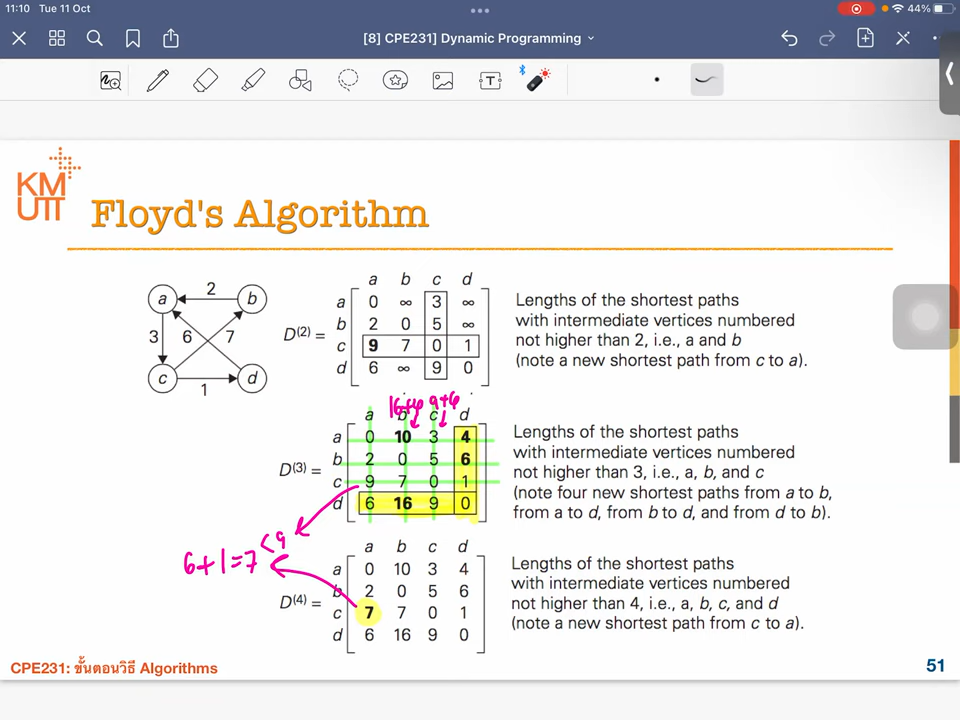 11:10 Tue 11 Oct
44%
[8] CPE231] Dynamic Programming
T
KM
UTT
Floyd's Algorithm
a 2 b
3 6 7
c 1 d
a b c d
a 0 ∞ 3 ∞
b 2 0 5 ∞
D(2) =
c 9 7 0 1
d 6 ∞ 9 0
Lengths of the shortest paths
with intermediate vertices numbered
not higher than 2, i.e., a and b
(note a new shortest path from c to a).
9+6
a b c d
a 0 10 3 4
b 2 0 5 6
D(3) =
c 9 7 0 1
d 6 16 9 0
Lengths of the shortest paths
with intermediate vertices numbered
not higher than 3, i.e., a, b, and c
(note four new shortest paths from a to b,
from a to d, from b to d, and from d to b).
6+1=7 <9
a b c d
a 0 10 3 4
b 2 0 5 6
D(4) =
c 7 7 0 1
d 6 16 9 0
Lengths of the shortest paths
with intermediate vertices numbered
not higher than 4, i.e., a, b, c, and d
(note a new shortest path from c to a).
CPE231: ขั้นตอนวิธี Algorithms
51